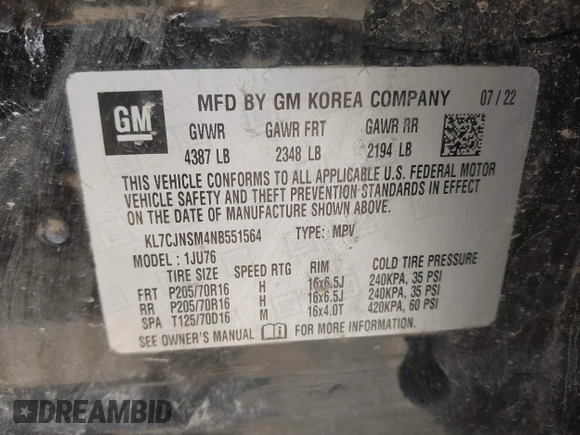 GM MFD BY GM KOREA COMPANY 07/22
GVWR GAWR FRT GAWR RR
4387 LB 2348 LB 2194 LB
THIS VEHICLE CONFORMS TO ALL APPLICABLE U.S. FEDERAL MOTOR
VEHICLE SAFETY AND THEFT PREVENTION STANDARDS IN EFFECT
ON THE DATE OF MANUFACTURE SHOWN ABOVE.
KL7CJNSM4NB551564 TYPE: MPV
MODEL : 1JU76
TIRE SIZE SPEED RTG RIM COLD TIRE PRESSURE
FRT P205/70R16 H 16x6.5J 240KPA, 35 PSI
RR P205/70R16 H 16x6.5J 240KPA, 35 PSI
SPA T125/70D16 M 16x4.0T 420KPA, 60 PSI
SEE OWNER'S MANUAL FOR MORE INFORMATION.
DREAMBID